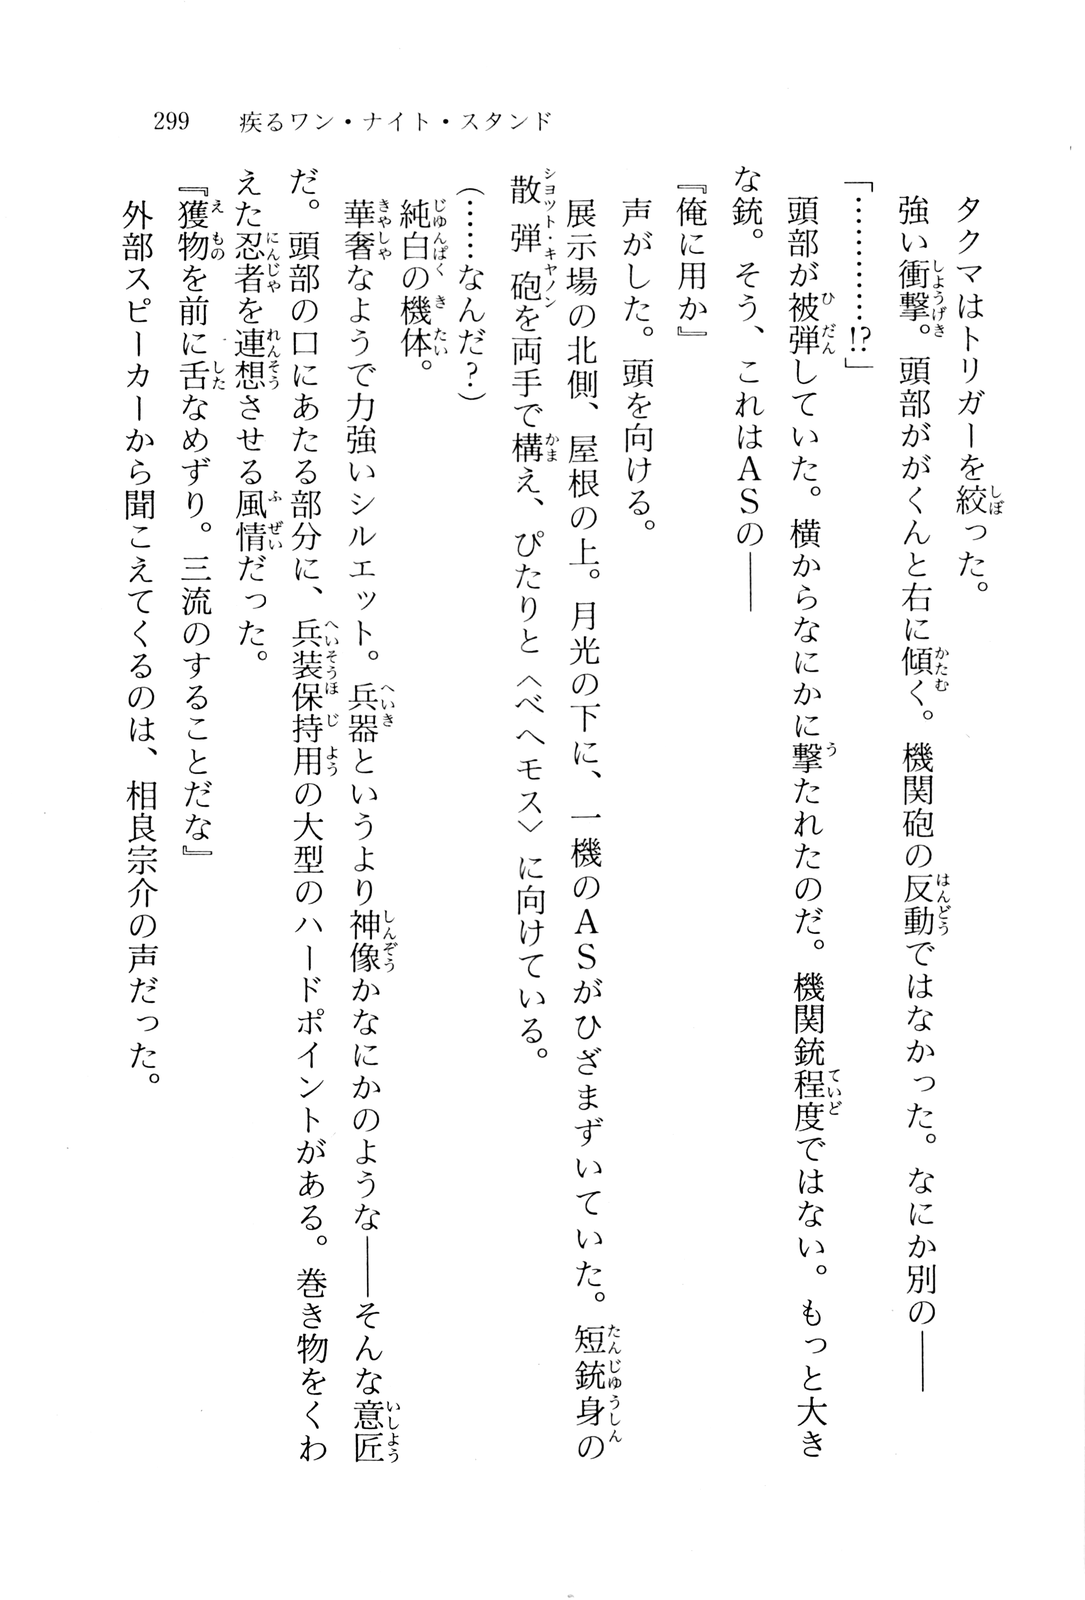 299 疾るワン・ナイト・スタンド
タクマはトリガーを絞った。
強い衝撃。頭部ががくんと右に傾く。機関砲の反動ではなかった。なにか別の――
「…………!?」
頭部が被弾していた。横からなにかに撃たれたのだ。機関銃程度ではない。もっと大き
な銃。そう、これはＡＳの――
『俺に用か』
声がした。頭を向ける。
展示場の北側、屋根の上。月光の下に、一機のＡＳがひざまずいていた。短銃身の
散弾砲を両手で構え、ぴたりと〈ベヘモス〉に向けている。
（……なんだ？）
純白の機体。
華奢なようで力強いシルエット。兵器というより神像かなにかのような――そんな意匠
だ。頭部の口にあたる部分に、兵装保持用の大型のハードポイントがある。巻き物をくわ
えた忍者を連想させる風情だった。
『獲物を前に舌なめずり。三流のすることだな』
外部スピーカーから聞こえてくるのは、相良宗介の声だった。